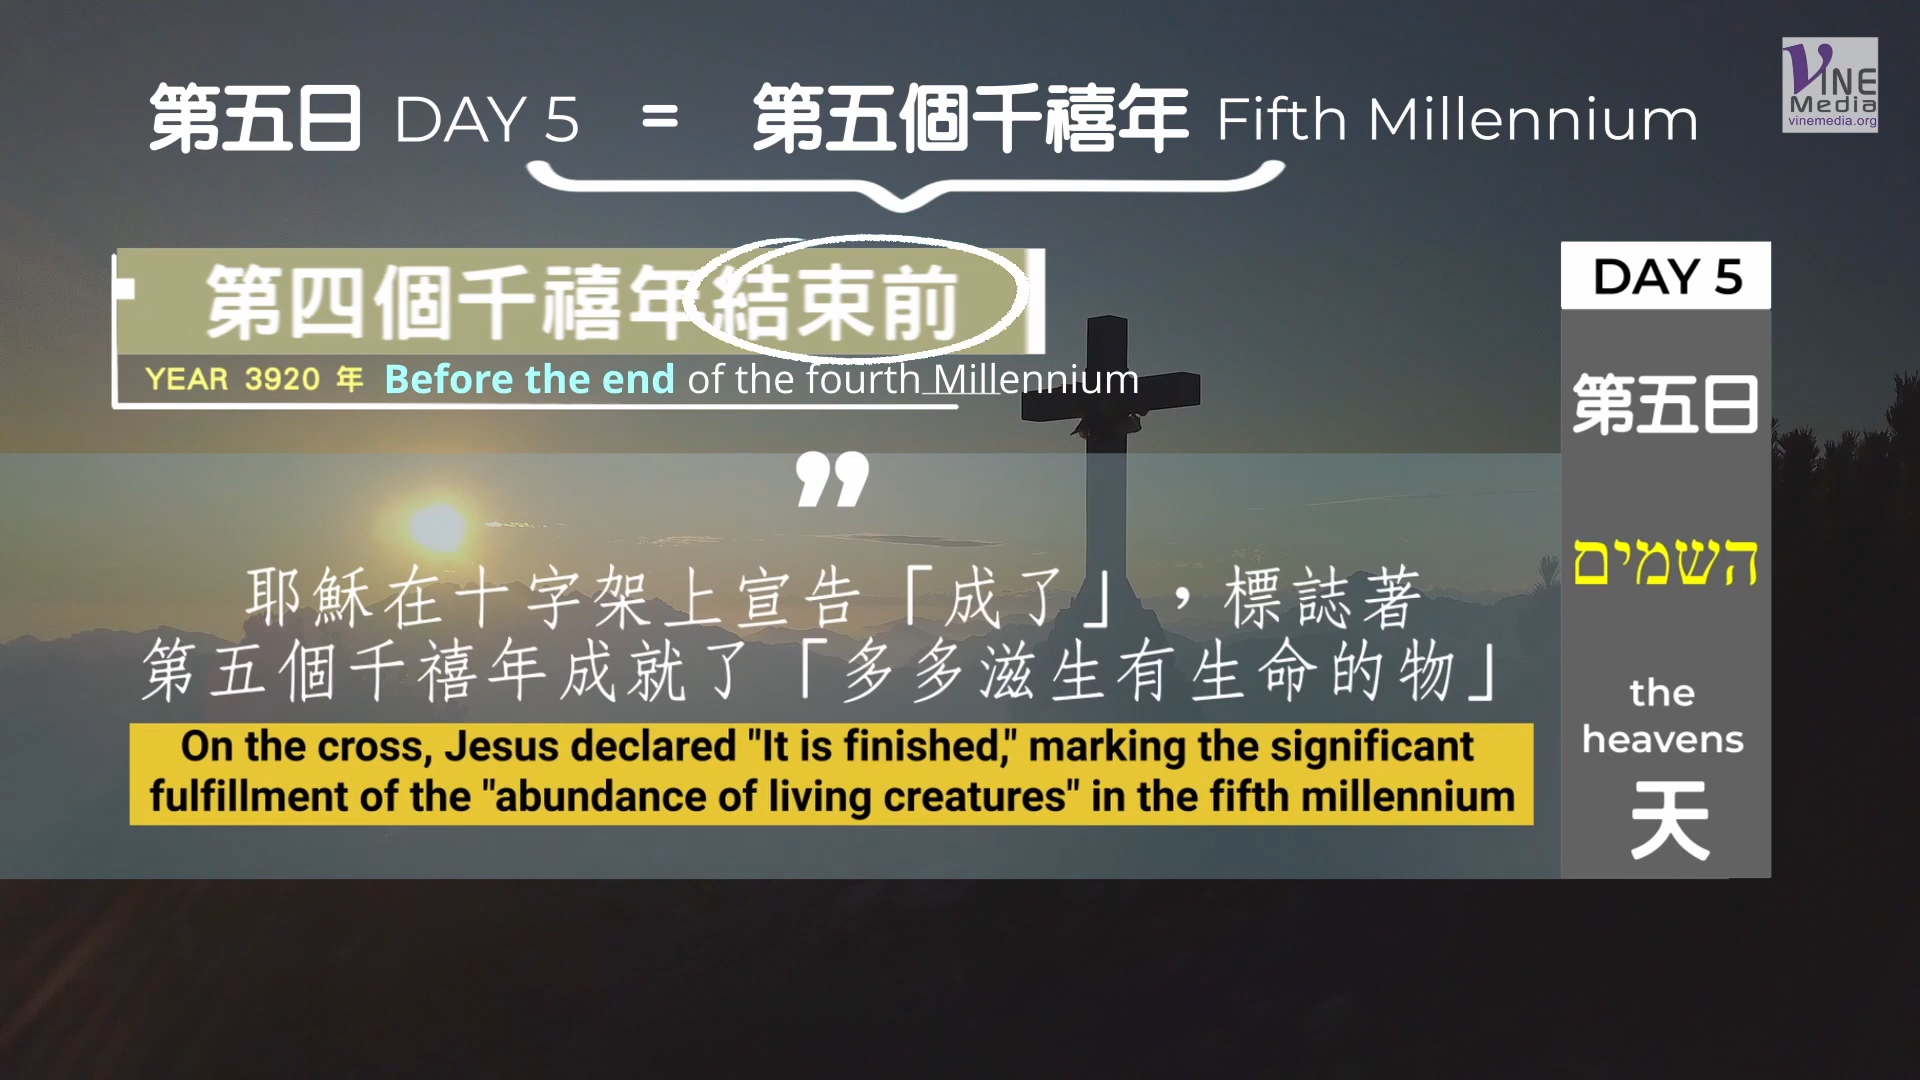 第五日 DAY 5 = 第五個千禧年 Fifth Millennium
VINE
Media
vinemedia.org
第四個千禧年結束前
YEAR 3920 年 Before the end of the fourth Millennium
”
耶穌在十字架上宣告「成了」，標誌著
第五個千禧年成就了「多多滋生有生命的物」
On the cross, Jesus declared "It is finished," marking the significant
fulfillment of the "abundance of living creatures" in the fifth millennium
DAY 5
第五日
השמים
the
heavens
天